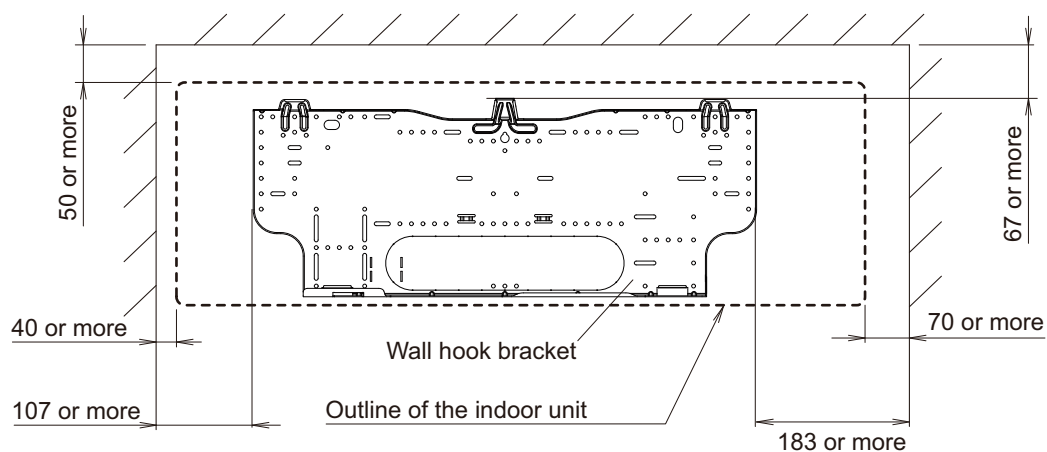 50 or more
67 or more
40 or more
70 or more
Wall hook bracket
107 or more
Outline of the indoor unit
183 or more